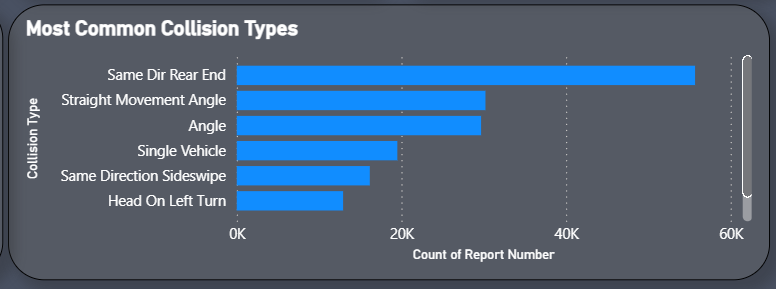 Most Common Collision Types
Collision Type
Same Dir Rear End
Straight Movement Angle
Angle
Single Vehicle
Same Direction Sideswipe
Head On Left Turn
0K 20K 40K 60K
Count of Report Number